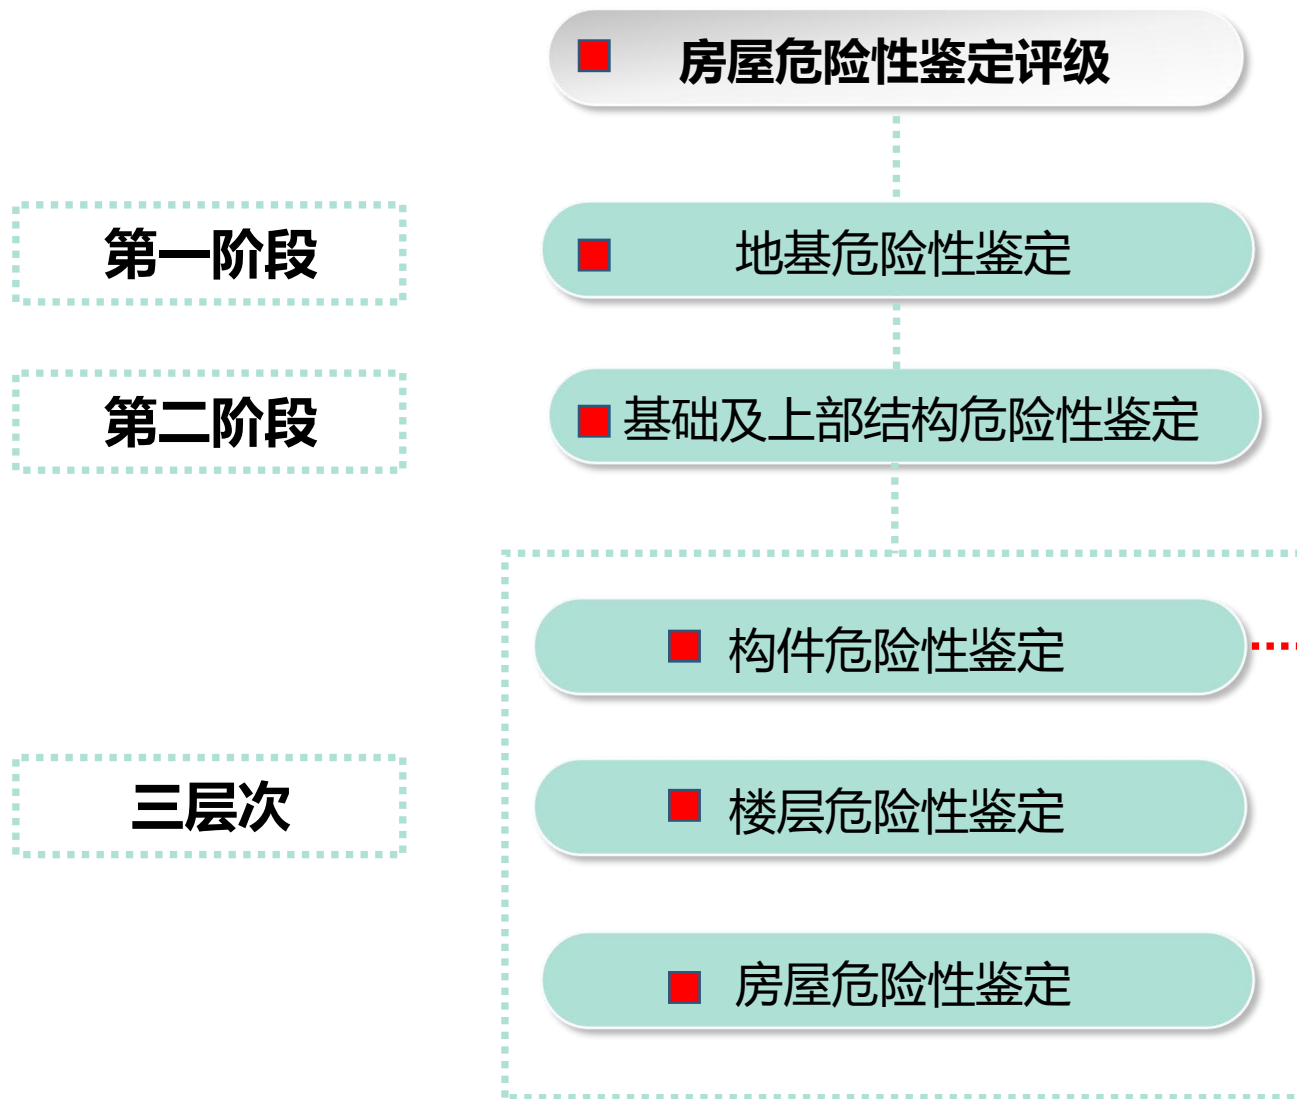 房屋危险性鉴定评级
第一阶段
地基危险性鉴定
第二阶段
基础及上部结构危险性鉴定
构件危险性鉴定
三层次
楼层危险性鉴定
房屋危险性鉴定